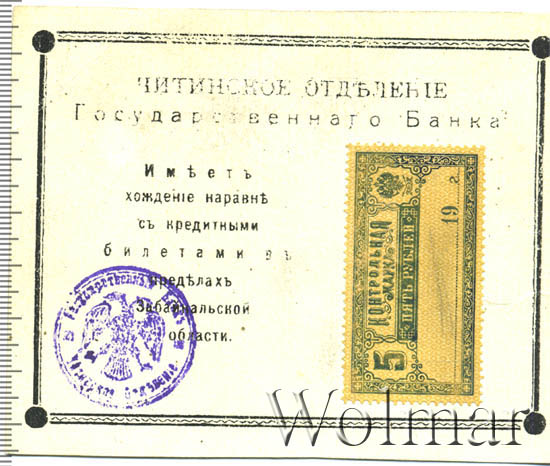 ЧИТИНСКОЕ ОТДѢЛЕНІЕ
Государственнаго Банка
Имѣетъ
хожденіе наравнѣ
съ кредитными
билетами въ
предѣлахъ
Забайкальской
области.
КОНТРОЛЬНАЯ
МАРКА
ПЯТЬ РУБЛЕЙ
5
19 г.
Wolmar